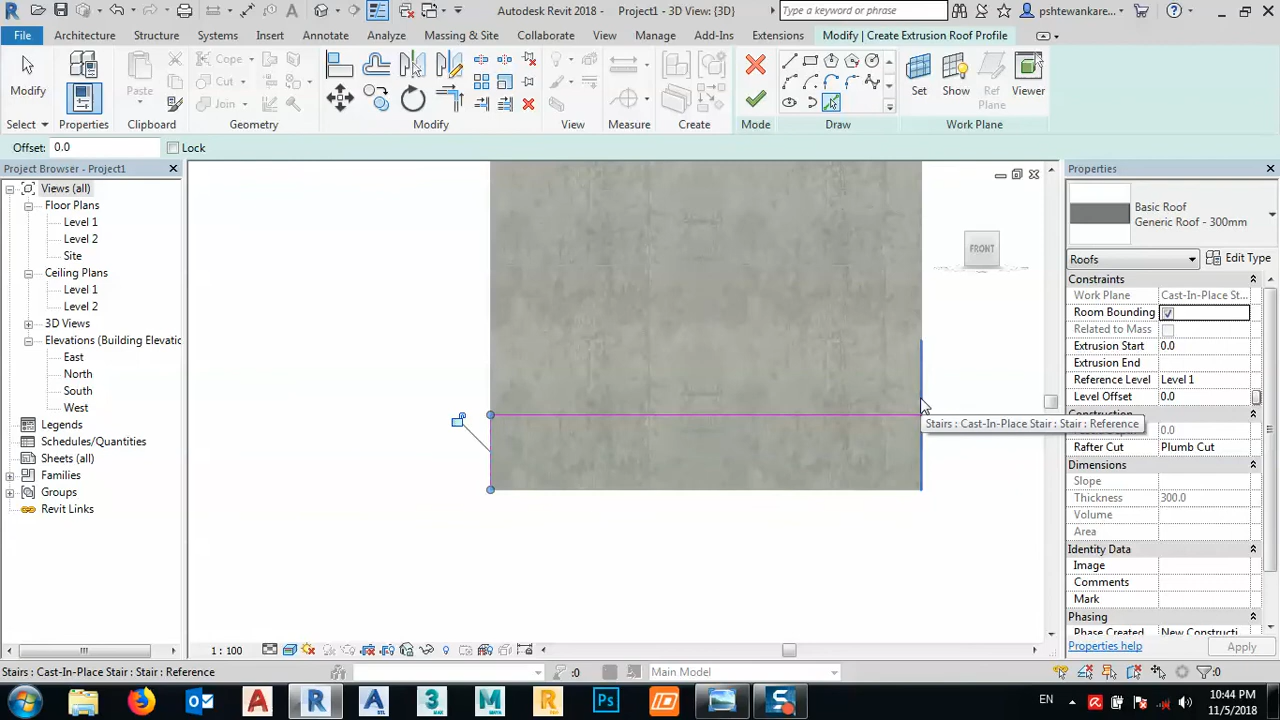 Autodesk Revit 2018 - Project1 - 3D View: {3D}
Type a keyword or phrase
pshtewankare...
File Architecture Structure Systems Insert Annotate Analyze Massing & Site Collaborate View Manage Add-Ins Extensions Modify | Create Extrusion Roof Profile
Modify
Paste
Cope
Cut
Join
Set Show Ref Plane Viewer
Select Properties Clipboard Geometry Modify View Measure Create Mode Draw Work Plane
Offset: 0.0 Lock
Project Browser - Project1
Views (all)
Floor Plans
Level 1
Level 2
Site
Ceiling Plans
Level 1
Level 2
3D Views
Elevations (Building Elevatio
East
North
South
West
Legends
Schedules/Quantities
Sheets (all)
Families
Groups
Revit Links
FRONT
Stairs : Cast-In-Place Stair : Stair : Reference
Properties
Basic Roof
Generic Roof - 300mm
Roofs Edit Type
Constraints
Work Plane Cast-In-Place St...
Room Bounding
Related to Mass
Extrusion Start 0.0
Extrusion End
Reference Level Level 1
Level Offset 0.0
Construction
0.0
Rafter Cut Plumb Cut
Dimensions
Slope
Thickness 300.0
Volume
Area
Identity Data
Image
Comments
Mark
Phasing
Phase Created New Constructi
Properties help Apply
1 : 100
Stairs : Cast-In-Place Stair : Stair : Reference
:0
Main Model
:0
EN
10:44 PM
11/5/2018